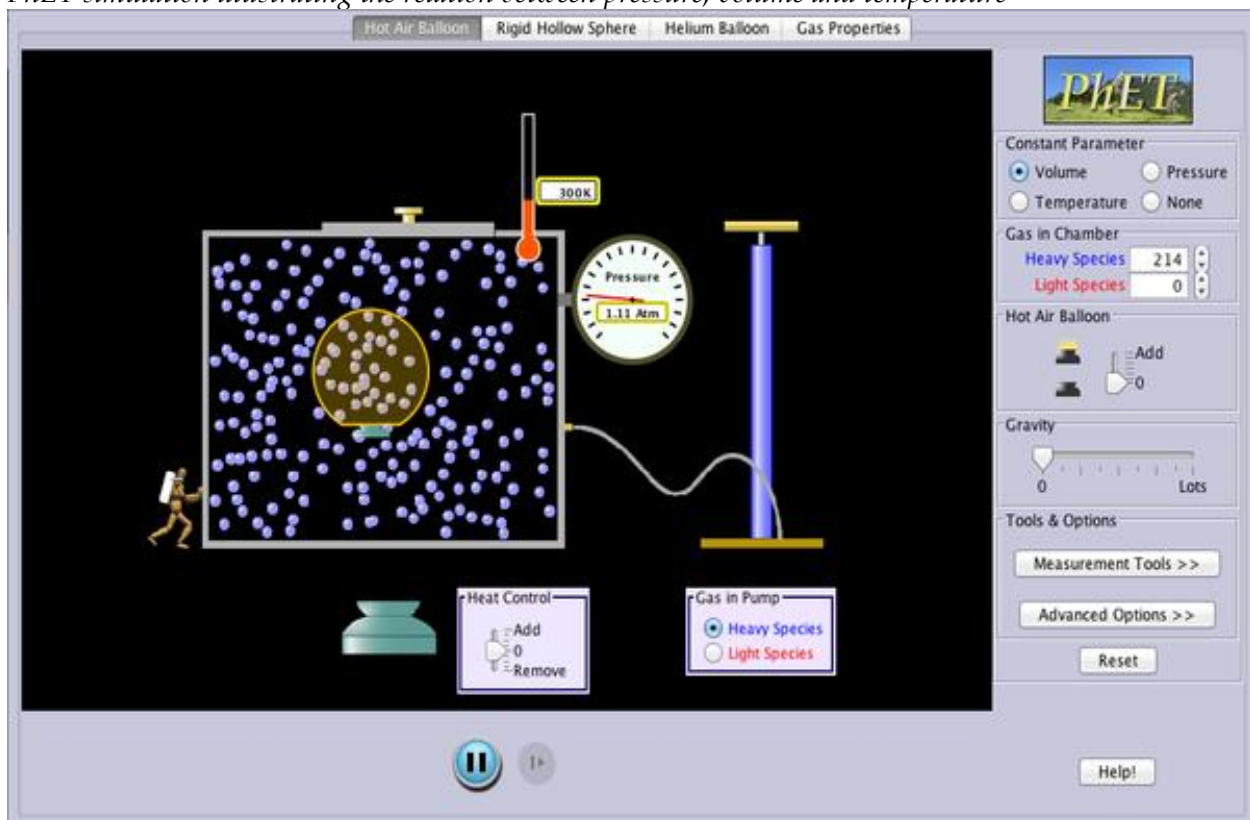 PhET simulation illustrating the relation between pressure, volume and temperature
Hot Air Balloon Rigid Hollow Sphere Helium Balloon Gas Properties
PhET
Constant Parameter
Volume Pressure
Temperature None
Gas in Chamber
Heavy Species 214
Light Species 0
Hot Air Balloon
Add
0
Gravity
0 Lots
Tools & Options
Measurement Tools >>
Advanced Options >>
Reset
Help!
300K
Pressure
1.11 Atm
Heat Control
Add
0
Remove
Gas in Pump
Heavy Species
Light Species